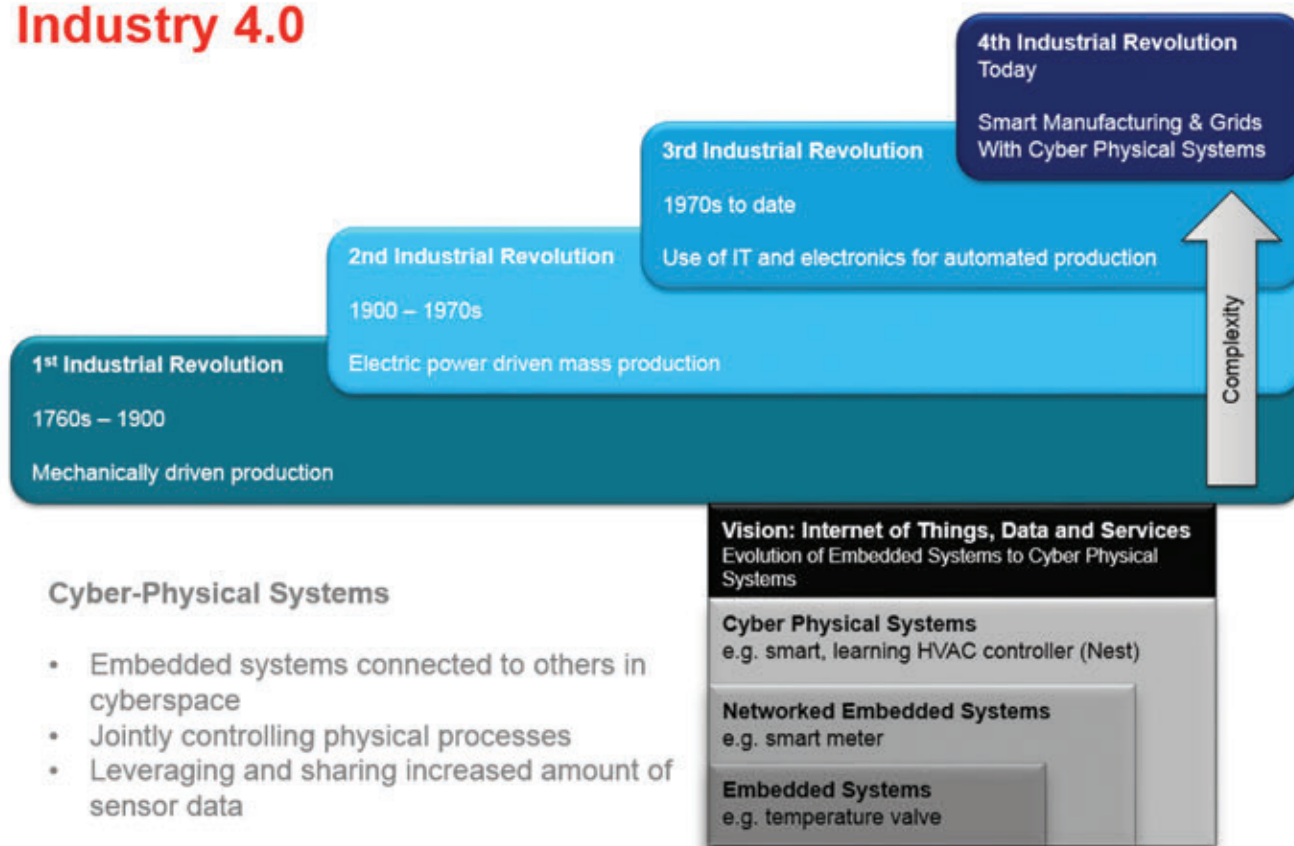 Industry 4.0
4th Industrial Revolution
Today
Smart Manufacturing & Grids
With Cyber Physical Systems
3rd Industrial Revolution
1970s to date
Use of IT and electronics for automated production
2nd Industrial Revolution
1900 – 1970s
Electric power driven mass production
1st Industrial Revolution
1760s – 1900
Mechanically driven production
Complexity
Cyber-Physical Systems
• Embedded systems connected to others in
cyberspace
• Jointly controlling physical processes
• Leveraging and sharing increased amount of
sensor data
Vision: Internet of Things, Data and Services
Evolution of Embedded Systems to Cyber Physical
Systems
Cyber Physical Systems
e.g. smart, learning HVAC controller (Nest)
Networked Embedded Systems
e.g. smart meter
Embedded Systems
e.g. temperature valve